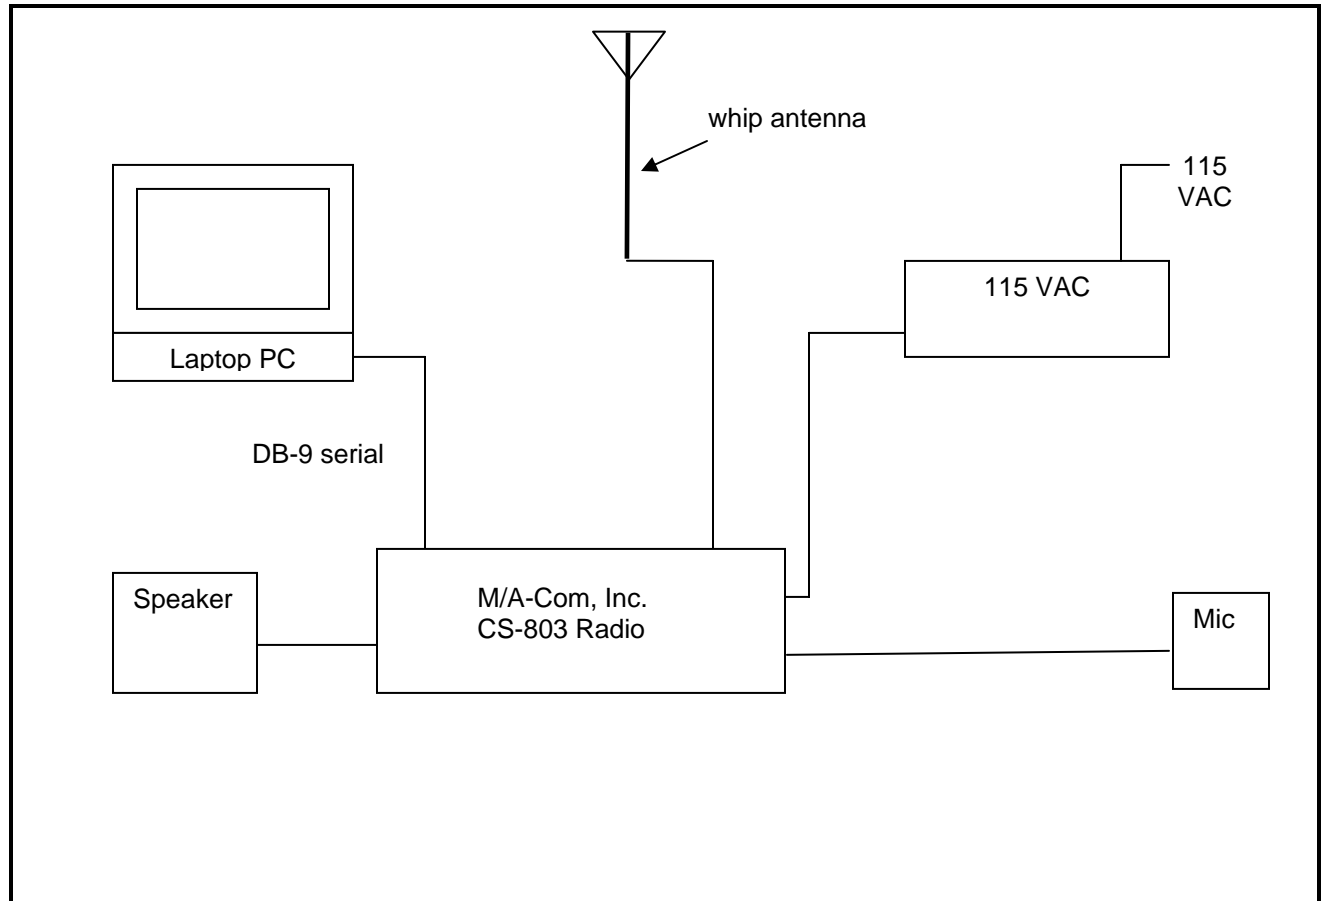 whip antenna
115
VAC
115 VAC
Laptop PC
DB-9 serial
Speaker
M/A-Com, Inc.
CS-803 Radio
Mic